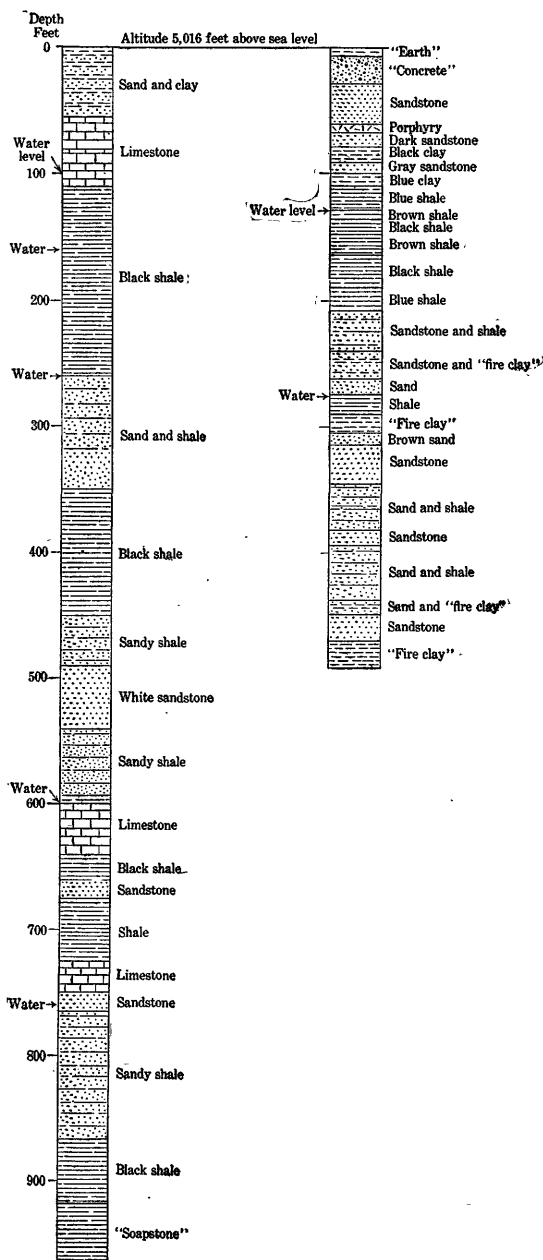 Depth
Feet
Altitude 5,016 feet above sea level
0
Sand and clay
Limestone
Water
level
100
Water
Black shale
200
Water
Sand and shale
300
Black shale
400
Sandy shale
500
White sandstone
Sandy shale
Water
600
Limestone
Black shale
Sandstone
700
Shale
Limestone
Water
Sandstone
800
Sandy shale
Black shale
900
"Soapstone"
"Earth"
"Concrete"
Sandstone
Porphyry
Dark sandstone
Black clay
Gray sandstone
Blue clay
Blue shale
Water level
Brown shale
Black shale
Brown shale
Black shale
Blue shale
Sandstone and shale
Sandstone and "fire clay"
Sand
Water
Shale
"Fire clay"
Brown sand
Sandstone
Sand and shale
Sandstone
Sand and shale
Sand and "fire clay"
Sandstone
"Fire clay"